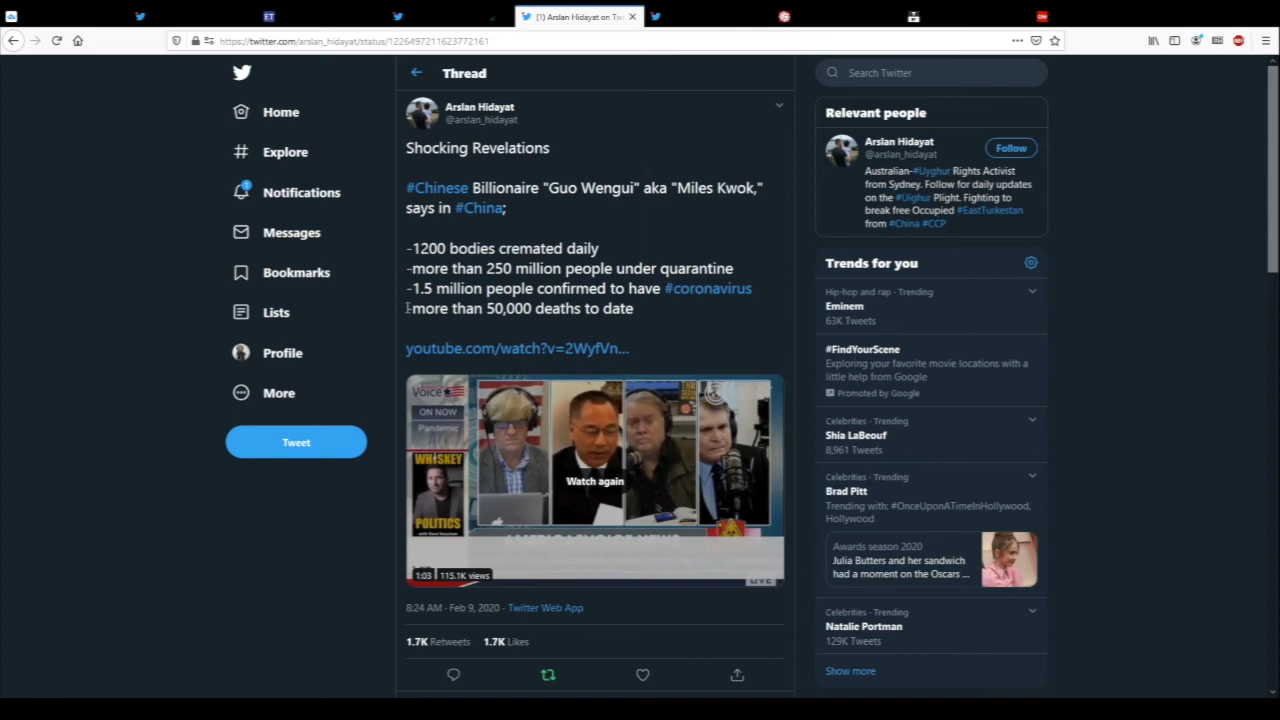 [1] Arslan Hidayat on Twi
https://twitter.com/arslan_hidayat/status/1226497211623772161
Home
Explore
Notifications
Messages
Bookmarks
Lists
Profile
More
Tweet
Thread
Arslan Hidayat
@arslan_hidayat
Shocking Revelations
#Chinese Billionaire "Guo Wengui" aka "Miles Kwok,"
says in #China;
-1200 bodies cremated daily
-more than 250 million people under quarantine
-1.5 million people confirmed to have #coronavirus
-more than 50,000 deaths to date
youtube.com/watch?v=2WyfVn...
Voice
ON NOW
Pandemic
WHISKEY
POLITICS
Watch again
1:03 115.1K views
LIVE
8:24 AM · Feb 9, 2020 · Twitter Web App
1.7K Retweets 1.7K Likes
Search Twitter
Relevant people
Arslan Hidayat
@arslan_hidayat
Follow
Australian-#Uyghur Rights Activist
from Sydney. Follow for daily updates
on the #Uighur Plight. Fighting to
break free Occupied #EastTurkestan
from #China #CCP
Trends for you
Hip-hop and rap · Trending
Eminem
63K Tweets
#FindYourScene
Exploring your favorite movie locations with a
little help from Google
Promoted by Google
Celebrities · Trending
Shia LaBeouf
8,961 Tweets
Celebrities · Trending
Brad Pitt
Trending with: #OnceUponATimeInHollywood,
Hollywood
Awards season 2020
Julia Butters and her sandwich
had a moment on the Oscars ...
Celebrities · Trending
Natalie Portman
129K Tweets
Show more